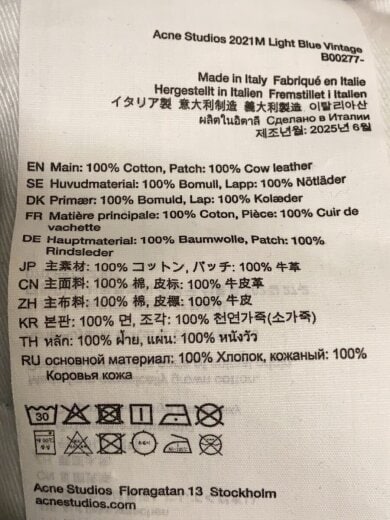 Acne Studios 2021M Light Blue Vintage
B00277-
Made in Italy Fabriqué en Italie
Hergestellt in Italien Fremstillet i Italien
イタリア製 意大利制造 義大利製造 이탈리아산
ผลิตในอิตาลี Сделано в Италии
제조년월: 2025년 6월
EN Main: 100% Cotton, Patch: 100% Cow leather
SE Huvudmaterial: 100% Bomull, Lapp: 100% Nötläder
DK Primær: 100% Bomuld, Lap: 100% Kolæder
FR Matière principale: 100% Coton, Pièce: 100% Cuir de
vachette
DE Hauptmaterial: 100% Baumwolle, Patch: 100%
Rindsleder
JP 主素材: 100% コットン, パッチ: 100% 牛革
CN 主面料: 100% 棉, 皮标: 100% 牛皮革
ZH 主布料: 100% 棉, 皮標: 100% 牛皮
KR 본판: 100% 면, 조각: 100% 천연가죽(소가죽)
TH หลัก: 100% ฝ้าย, แผ่น: 100% หนังวัว
RU основной материал: 100% Хлопок, кожаный: 100%
Коровья кожа
30
Acne Studios Floragatan 13 Stockholm
acnestudios.com